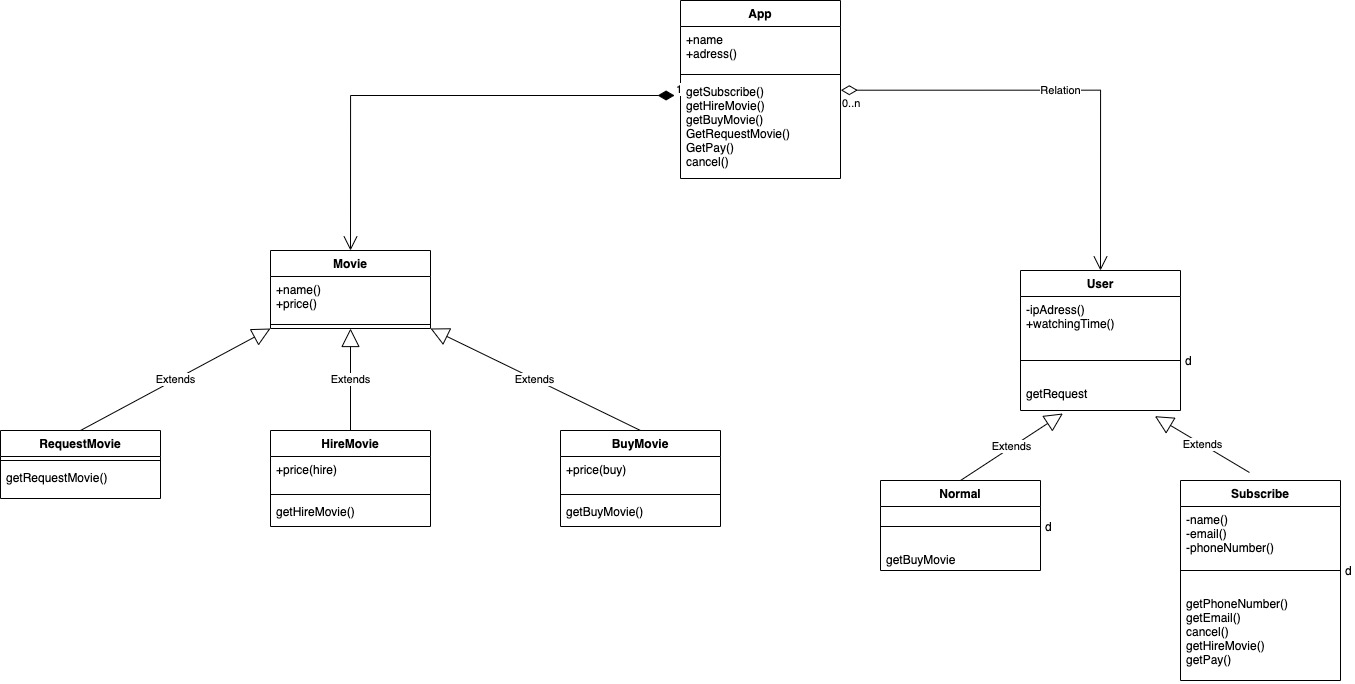 App
+name
+adress()
1
getSubscribe()
getHireMovie()
getBuyMovie()
GetRequestMovie()
GetPay()
cancel()
0..n
Relation
Movie
+name()
+price()
User
-ipAdress()
+watchingTime()
d
getRequest
Extends
Extends
Extends
RequestMovie
getRequestMovie()
HireMovie
+price(hire)
getHireMovie()
BuyMovie
+price(buy)
getBuyMovie()
Extends
Extends
Normal
d
getBuyMovie
Subscribe
-name()
-email()
-phoneNumber()
d
getPhoneNumber()
getEmail()
cancel()
getHireMovie()
getPay()